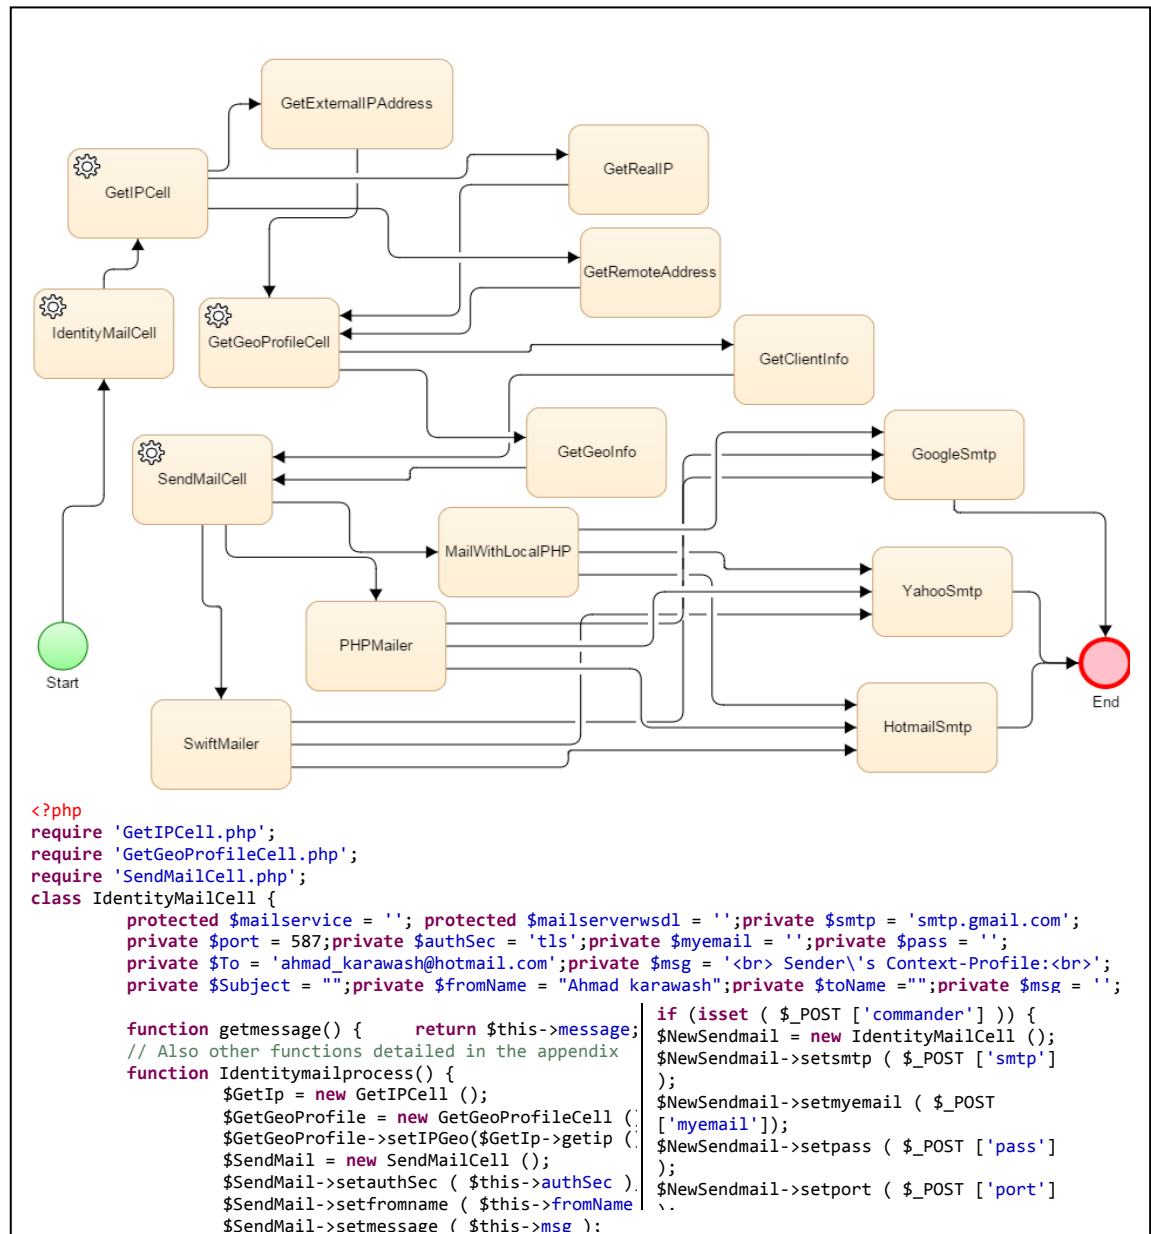 GetExternalIPAddress
GetRealIP
GetIPCell
GetRemoteAddress
IdentityMailCell
GetGeoProfileCell
GetClientInfo
GetGeoInfo
GoogleSmtp
SendMailCell
MailWithLocalPHP
YahooSmtp
PHPMailer
Start
End
HotmailSmtp
SwiftMailer
<?php
require 'GetIPCell.php';
require 'GetGeoProfileCell.php';
require 'SendMailCell.php';
class IdentityMailCell {
protected $mailservice = ''; protected $mailserverwsdl = '';private $smtp = 'smtp.gmail.com';
private $port = 587;private $authSec = 'tls';private $myemail = '';private $pass = '';
private $To = 'ahmad_karawash@hotmail.com';private $msg = '<br> Sender\'s Context-Profile:<br>';
private $Subject = "";private $fromName = "Ahmad karawash";private $toName ="";private $msg = '';
function getmessage() { return $this->message;
// Also other functions detailed in the appendix
function Identitymailprocess() {
$GetIp = new GetIPCell ();
$GetGeoProfile = new GetGeoProfileCell (
$GetGeoProfile->setIPGeo($GetIp->getip (
$SendMail = new SendMailCell ();
$SendMail->setauthSec ( $this->authSec )
$SendMail->setfromname ( $this->fromName
$SendMail->setmessage ( $this->msg );
if (isset ( $_POST ['commander'] )) {
$NewSendmail = new IdentityMailCell ();
$NewSendmail->setsmtp ( $_POST ['smtp']
);
$NewSendmail->setmyemail ( $_POST
['myemail']);
$NewSendmail->setpass ( $_POST ['pass']
);
$NewSendmail->setport ( $_POST ['port']